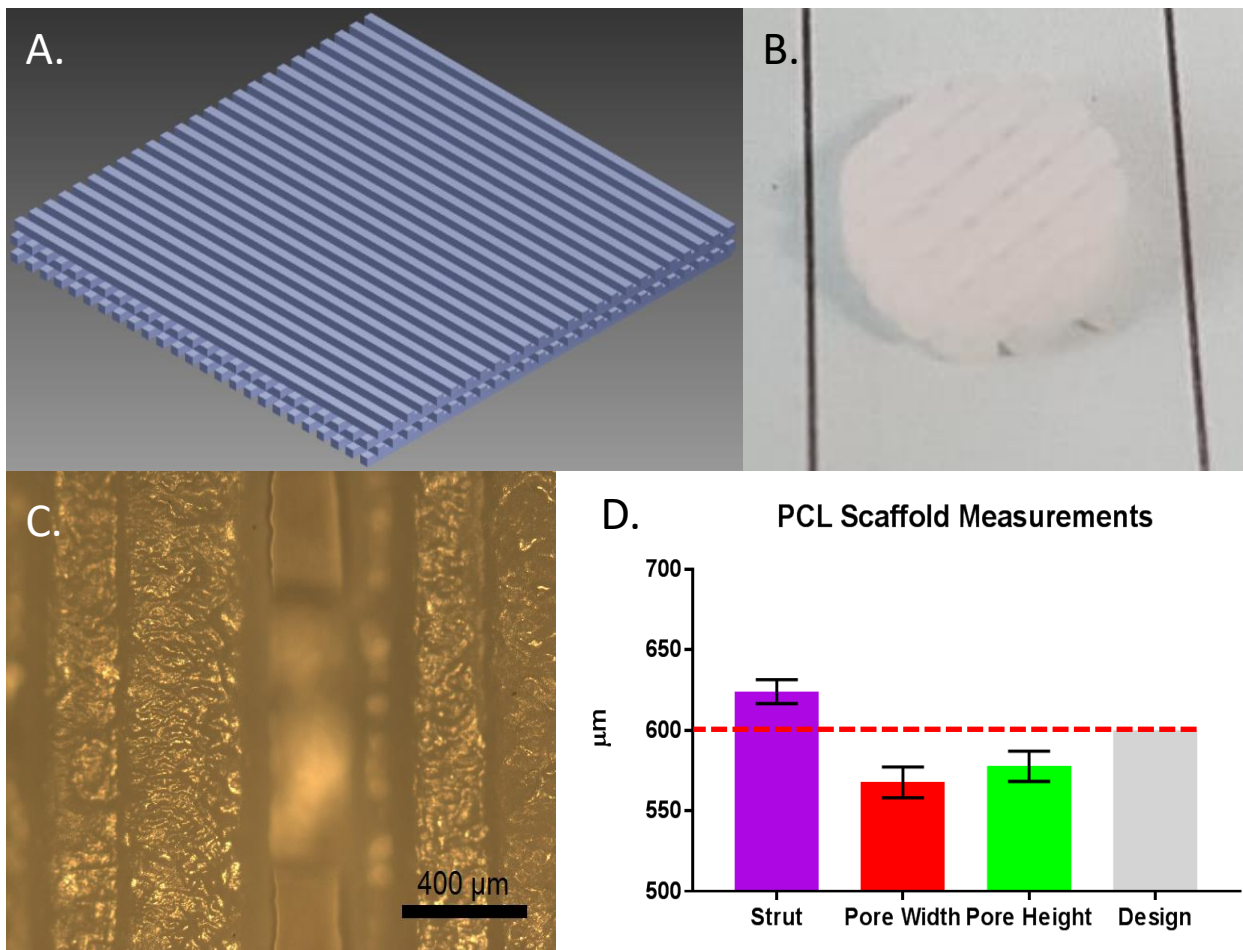 A.
B.
C.
400 µm
D.
PCL Scaffold Measurements
700
650
600
550
500
µm
Strut
Pore Width
Pore Height
Design